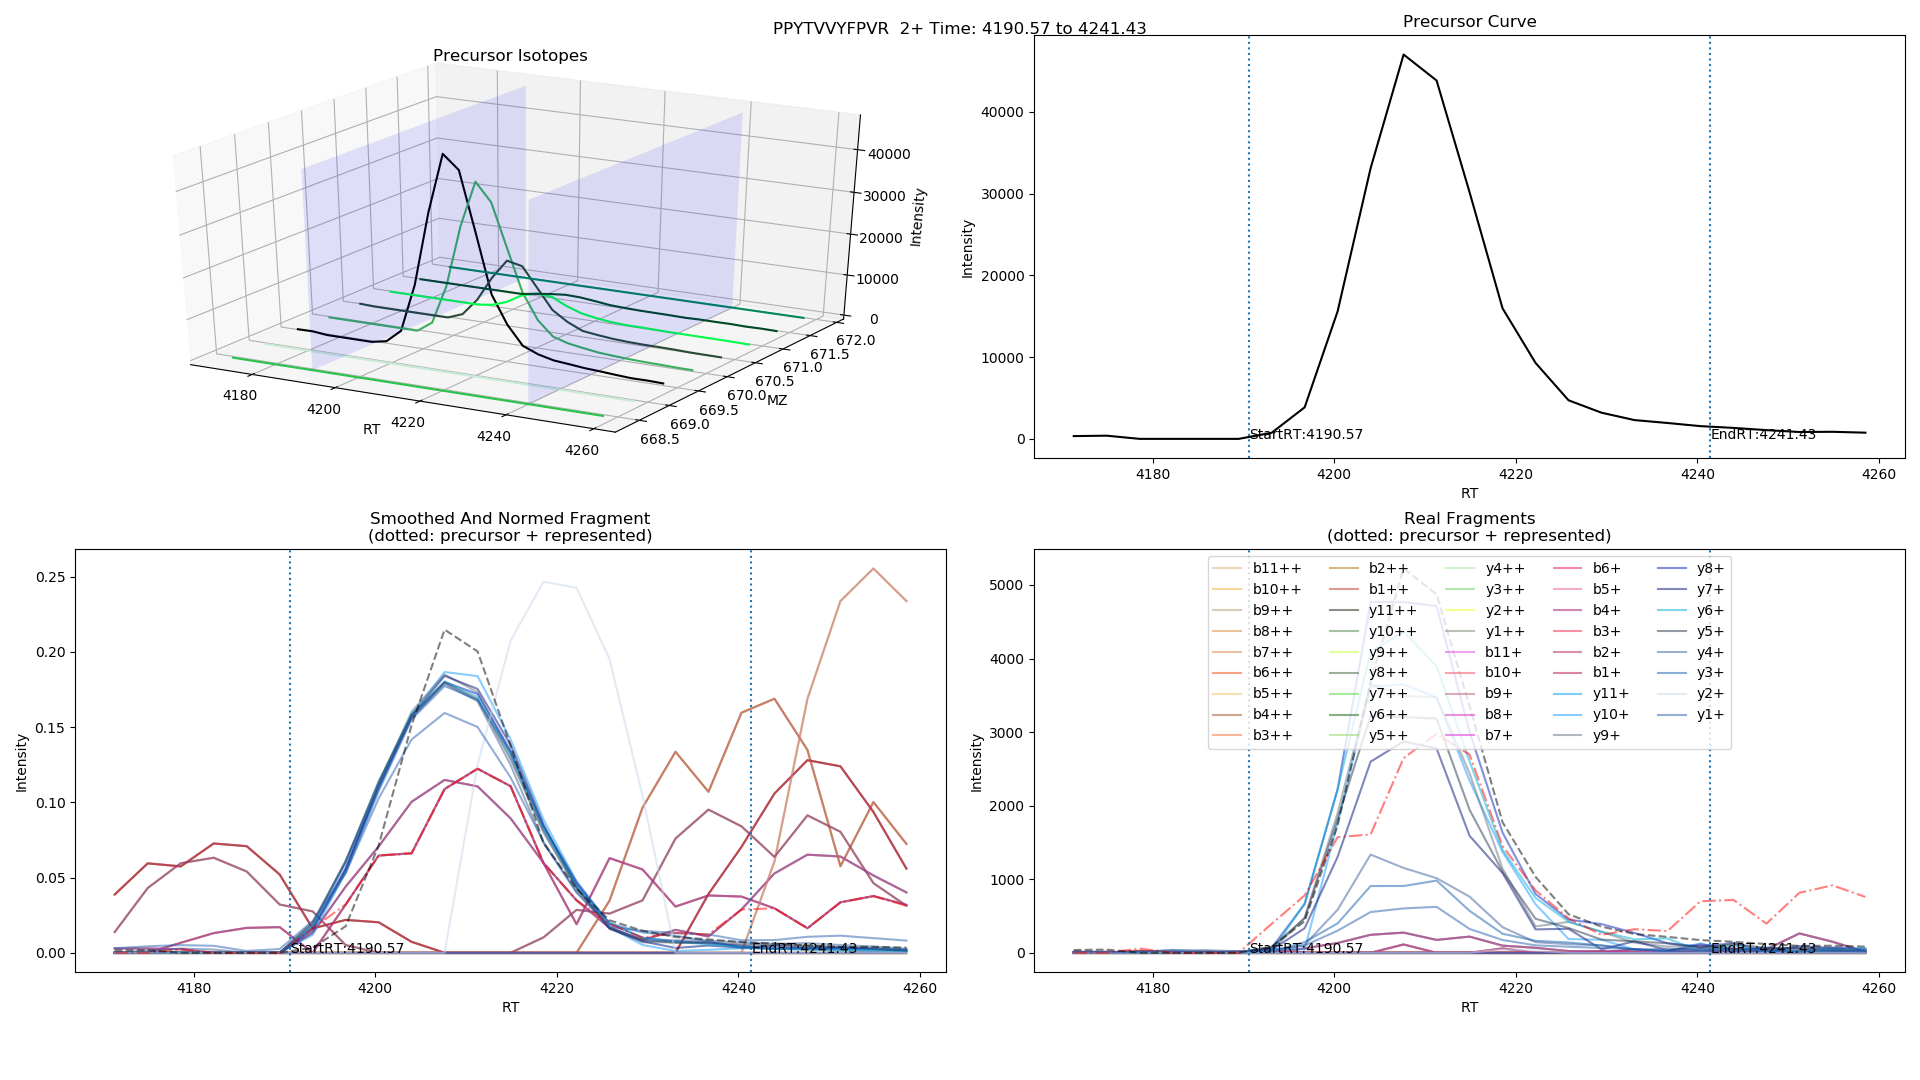 PPYTVVYFPVR  2+ Time: 4190.57 to 4241.43
Precursor Isotopes
40000
30000
20000
10000
0
Intensity
4180
4200
4220
4240
4260
RT
668.5
669.0
669.5
670.0
670.5
671.0
671.5
672.0
MZ
Precursor Curve
40000
30000
20000
10000
0
Intensity
StartRT:4190.57
EndRT:4241.43
4180
4200
4220
4240
4260
RT
Smoothed And Normed Fragment
(dotted: precursor + represented)
0.25
0.20
0.15
0.10
0.05
0.00
Intensity
StartRT:4190.57
EndRT:4241.43
4180
4200
4220
4240
4260
RT
Real Fragments
(dotted: precursor + represented)
5000
4000
3000
2000
1000
0
Intensity
b11++
b10++
b9++
b8++
b7++
b6++
b5++
b4++
b3++
b2++
b1++
y11++
y10++
y9++
y8++
y7++
y6++
y5++
y4++
y3++
y2++
y1++
b11+
b10+
b9+
b8+
b7+
b6+
b5+
b4+
b3+
b2+
b1+
y11+
y10+
y9+
y8+
y7+
y6+
y5+
y4+
y3+
y2+
y1+
StartRT:4190.57
EndRT:4241.43
4180
4200
4220
4240
4260
RT